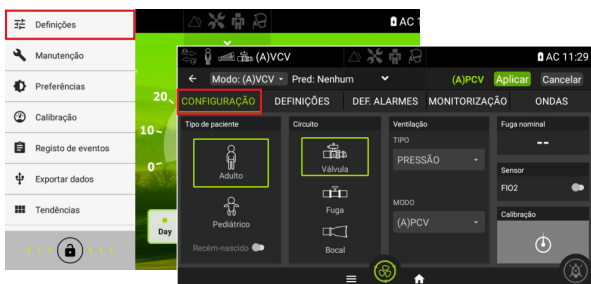 Definições
Manutenção
Preferências
Calibração
Registo de eventos
Exportar dados
Tendências
AC 1
20
10
0
Day
(A)VCV
AC 11:29
Modo: (A)VCV
Pred: Nenhum
(A)PCV
Aplicar
Cancelar
CONFIGURAÇÃO
DEFINIÇÕES
DEF. ALARMES
MONITORIZAÇÃO
ONDAS
Tipo de paciente
Adulto
Pediátrico
Recém-nascido
Circuito
Válvula
Fuga
Bocal
Ventilação
TIPO
PRESSÃO
MODO
(A)PCV
Fuga nominal
--
Sensor
FIO2
Calibração